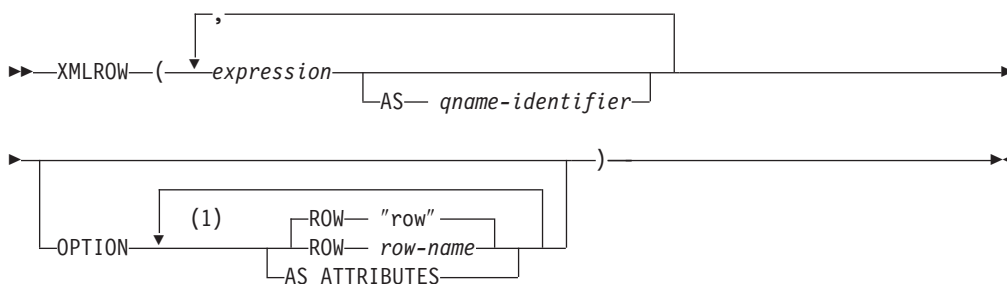 ,
XMLROW ( expression
AS qname-identifier
)
(1) ROW "row"
OPTION ROW row-name
AS ATTRIBUTES